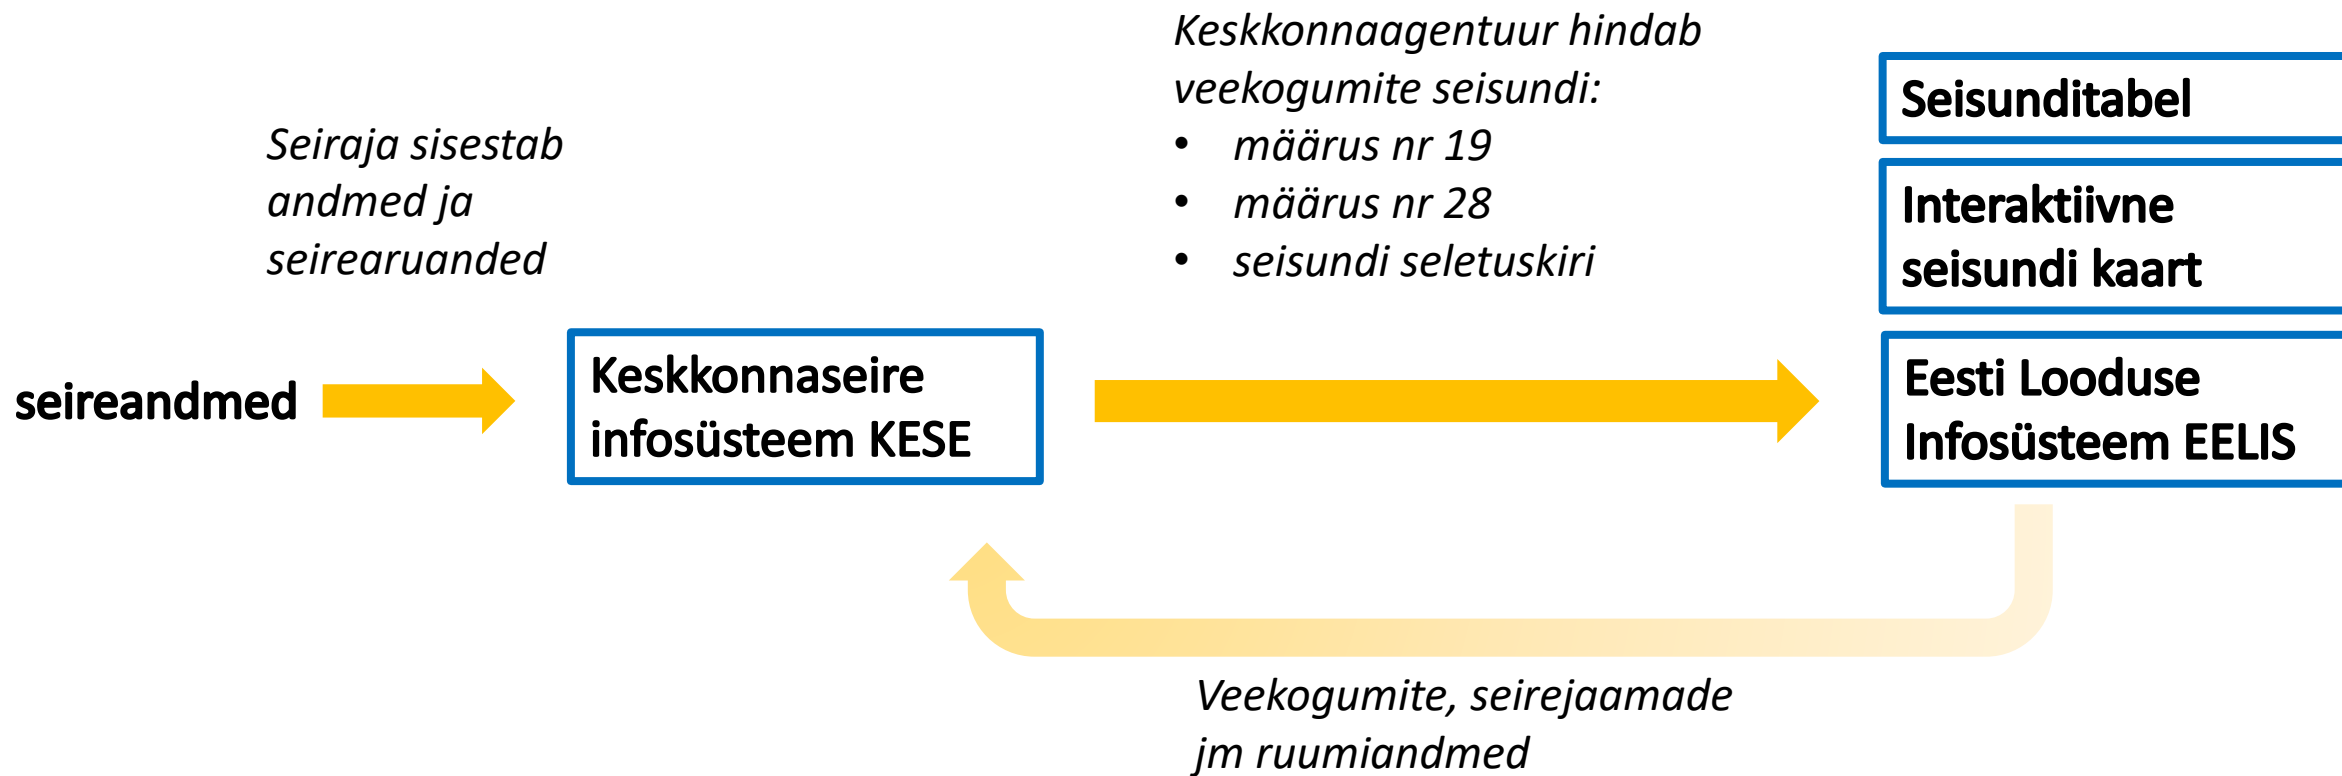 seireandmed
Seiraja sisestab
andmed ja
seirearuanded
Keskkonnaseire
infosüsteem KESE
Keskkonnaagentuur hindab
veekogumite seisundi:
• määrus nr 19
• määrus nr 28
• seisundi seletuskiri
Seisunditabel
Interaktiivne
seisundi kaart
Eesti Looduse
Infosüsteem EELIS
Veekogumite, seirejaamade
jm ruumiandmed